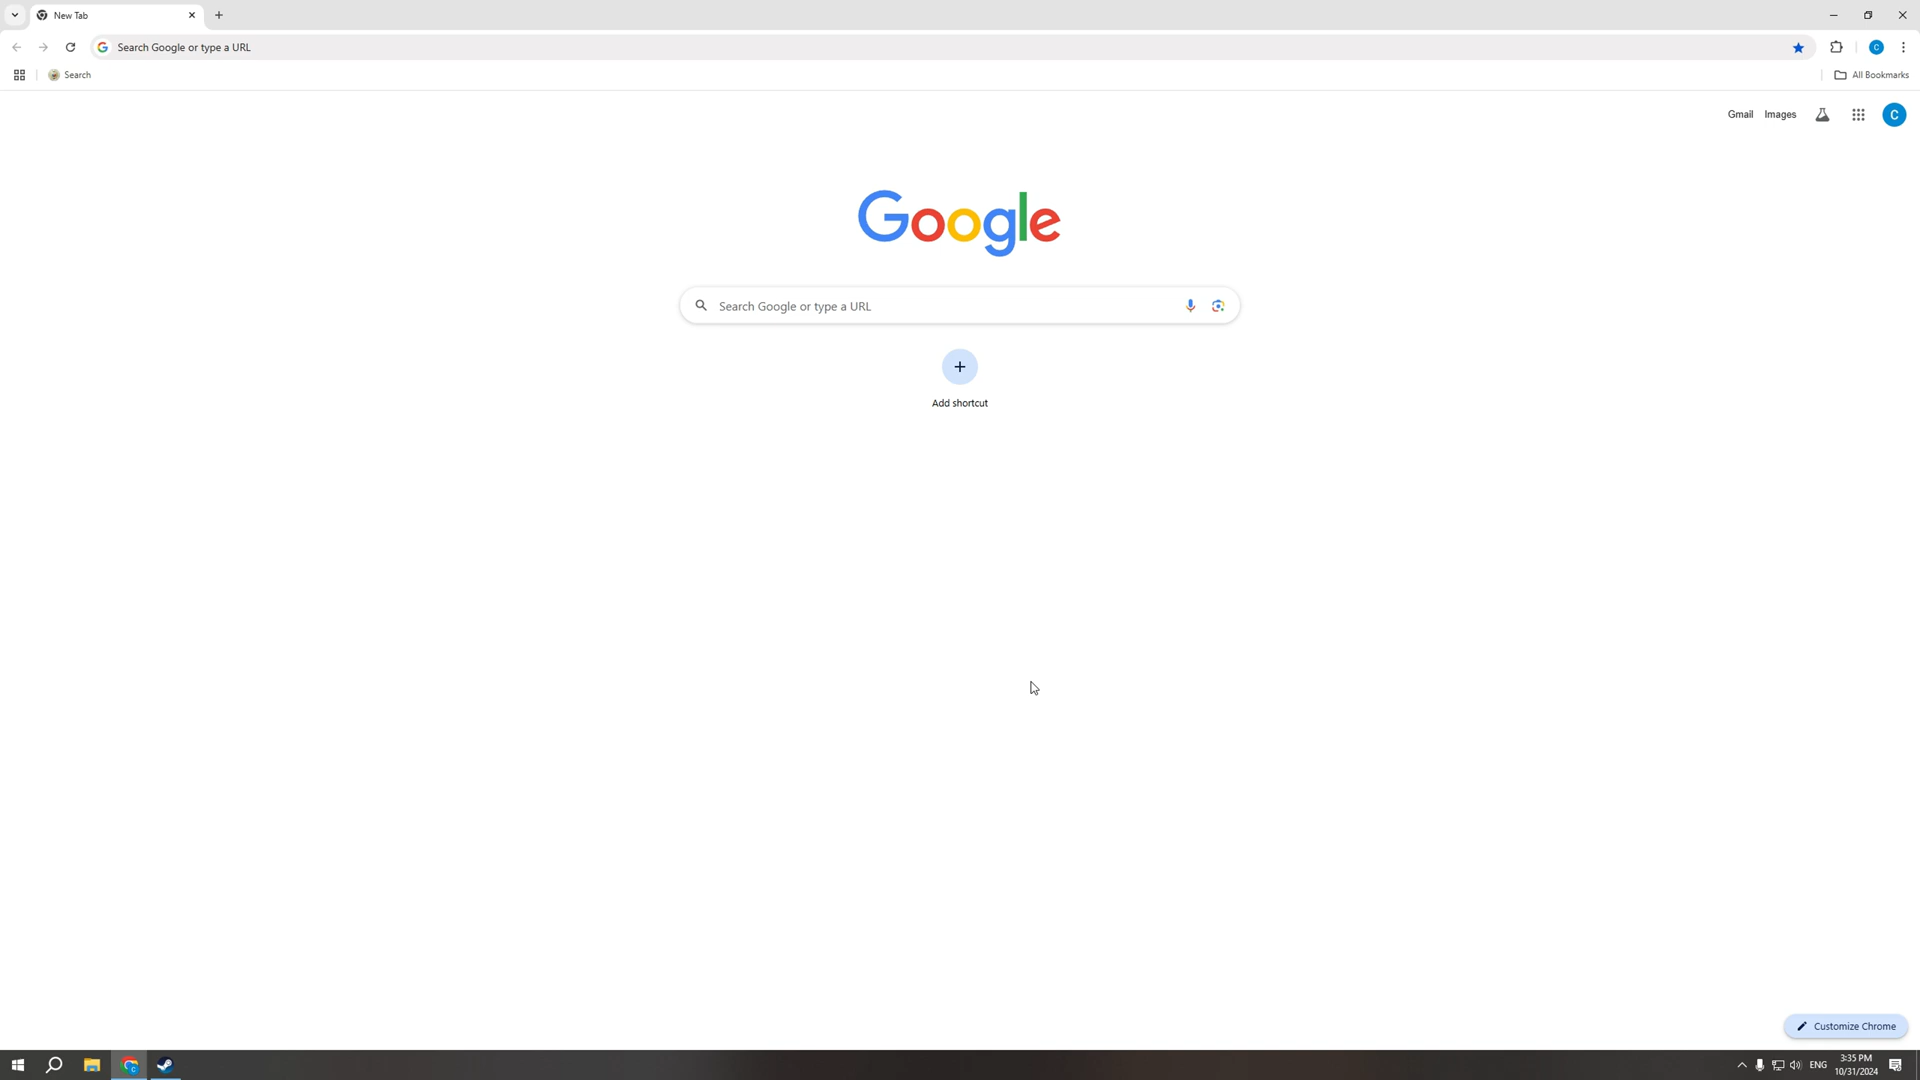 New Tab
Search Google or type a URL
Search
All Bookmarks
Gmail Images
C
Google
Search Google or type a URL
Add shortcut
Customize Chrome
ENG
3:35 PM
10/31/2024